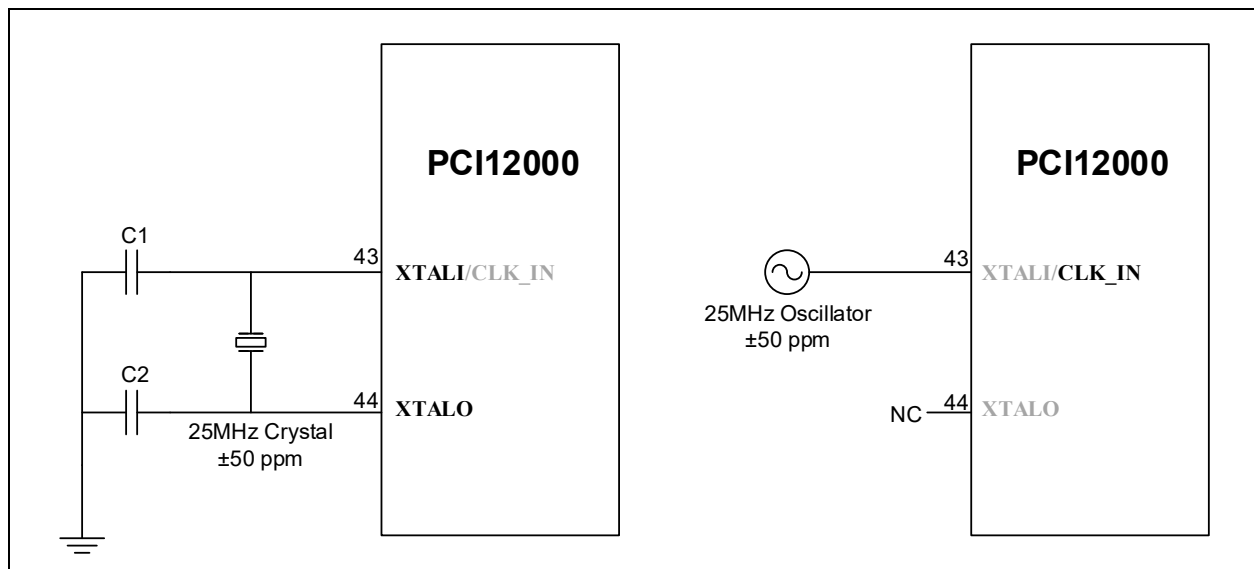 PCI12000
C1
43
XTALI/CLK_IN
C2
44
XTALO
25MHz Crystal
±50 ppm
PCI12000
43
XTALI/CLK_IN
25MHz Oscillator
±50 ppm
NC
44
XTALO